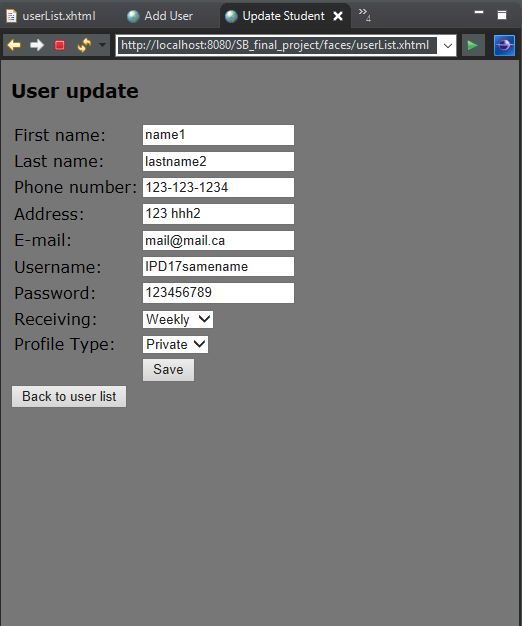 userList.xhtml Add User Update Student 4
http://localhost:8080/SB_final_project/faces/userList.xhtml
User update
First name: name1
Last name: lastname2
Phone number: 123-123-1234
Address: 123 hhh2
E-mail: mail@mail.ca
Username: IPD17samename
Password: 123456789
Receiving: Weekly
Profile Type: Private
Save
Back to user list